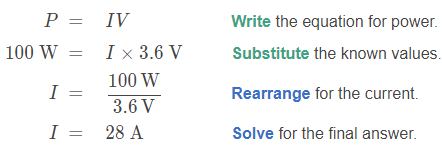 P = IV Write the equation for power.
100 W = I × 3.6 V Substitute the known values.
I = 100 W / 3.6 V Rearrange for the current.
I = 28 A Solve for the final answer.